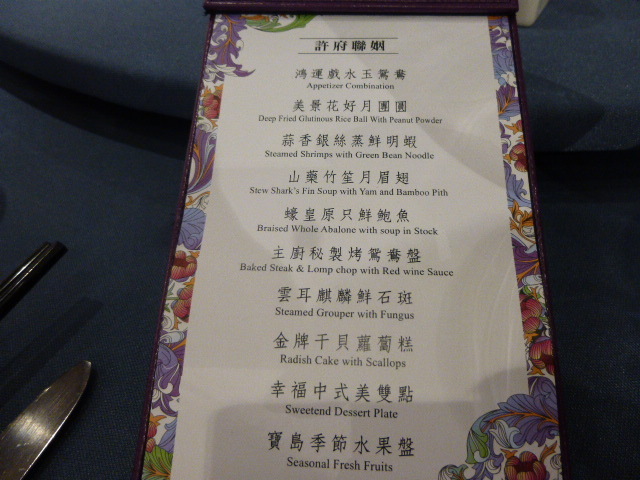 許府聯姻
鴻運戲水玉鴛鴦
Appetizer Combination
美景花好月團圓
Deep Fried Glutinous Rice Ball With Peanut Powder
蒜香銀絲蒸鮮明蝦
Steamed Shrimps with Green Bean Noodle
山藥竹笙月眉翅
Stew Shark's Fin Soup with Yam and Bamboo Pith
蠔皇原只鮮鮑魚
Braised Whole Abalone with soup in Stock
主廚秘製烤鴛鴦盤
Baked Steak & Lomp chop with Red wine Sauce
雲耳麒麟鮮石斑
Steamed Grouper with Fungus
金牌干貝蘿蔔糕
Radish Cake with Scallops
幸福中式美雙點
Sweetend Dessert Plate
寶島季節水果盤
Seasonal Fresh Fruits